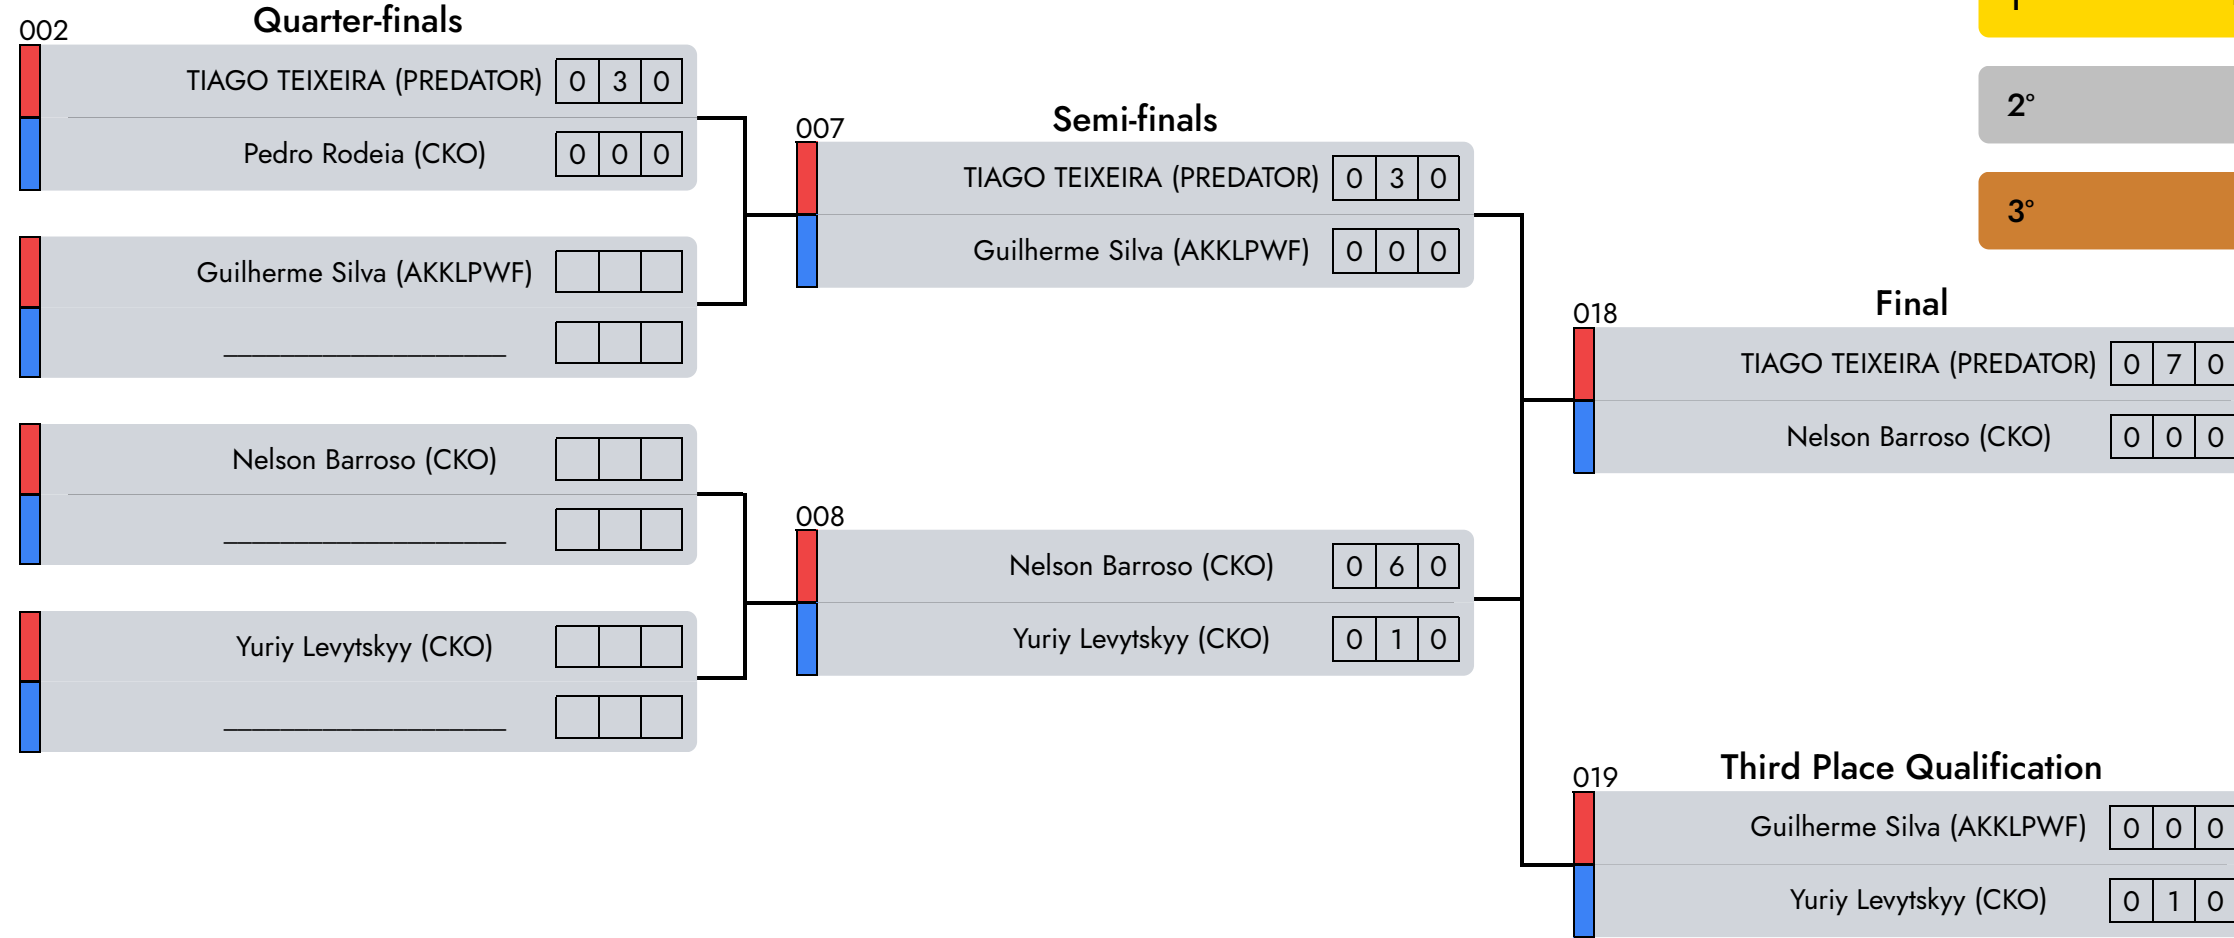 Quarter-finals
002
TIAGO TEIXEIRA (PREDATOR) 0 3 0
Pedro Rodeia (CKO) 0 0 0
Guilherme Silva (AKKLPWF)
____________________
Nelson Barroso (CKO)
____________________
Yuriy Levytskyy (CKO)
____________________
Semi-finals
007
TIAGO TEIXEIRA (PREDATOR) 0 3 0
Guilherme Silva (AKKLPWF) 0 0 0
008
Nelson Barroso (CKO) 0 6 0
Yuriy Levytskyy (CKO) 0 1 0
2°
3°
Final
018
TIAGO TEIXEIRA (PREDATOR) 0 7 0
Nelson Barroso (CKO) 0 0 0
Third Place Qualification
019
Guilherme Silva (AKKLPWF) 0 0 0
Yuriy Levytskyy (CKO) 0 1 0